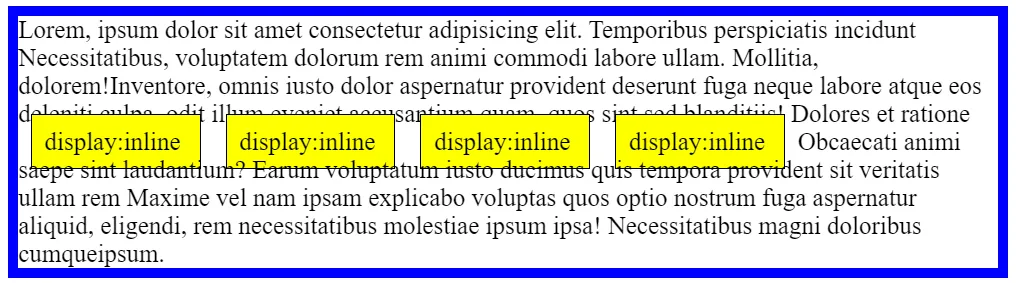 Lorem, ipsum dolor sit amet consectetur adipisicing elit. Temporibus perspiciatis incidunt
Necessitatibus, voluptatem dolorum rem animi commodi labore ullam. Mollitia,
dolorem!Inventore, omnis iusto dolor aspernatur provident deserunt fuga neque labore atque eos
deleniti culpa, odit illum eveniet accusantium quam, quos sint sed blanditiis! Dolores et ratione
display:inline display:inline display:inline display:inline Obcaecati animi
saepe sint laudantium? Earum voluptatum iusto ducimus quis tempora provident sit veritatis
ullam rem Maxime vel nam ipsam explicabo voluptas quos optio nostrum fuga aspernatur
aliquid, eligendi, rem necessitatibus molestiae ipsum ipsa! Necessitatibus magni doloribus
cumqueipsum.